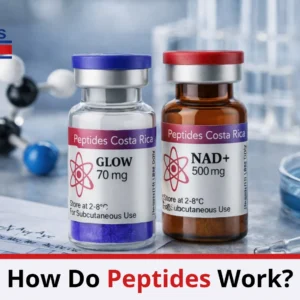 S
Peptides Costa Rica
GLOW
70 mg
Store at 2-8°C
For Subcutaneous Use
Peptides Costa Rica
NAD+
500 mg
Store at 2-8°C
Subcutaneous Use
How Do Peptides Work?